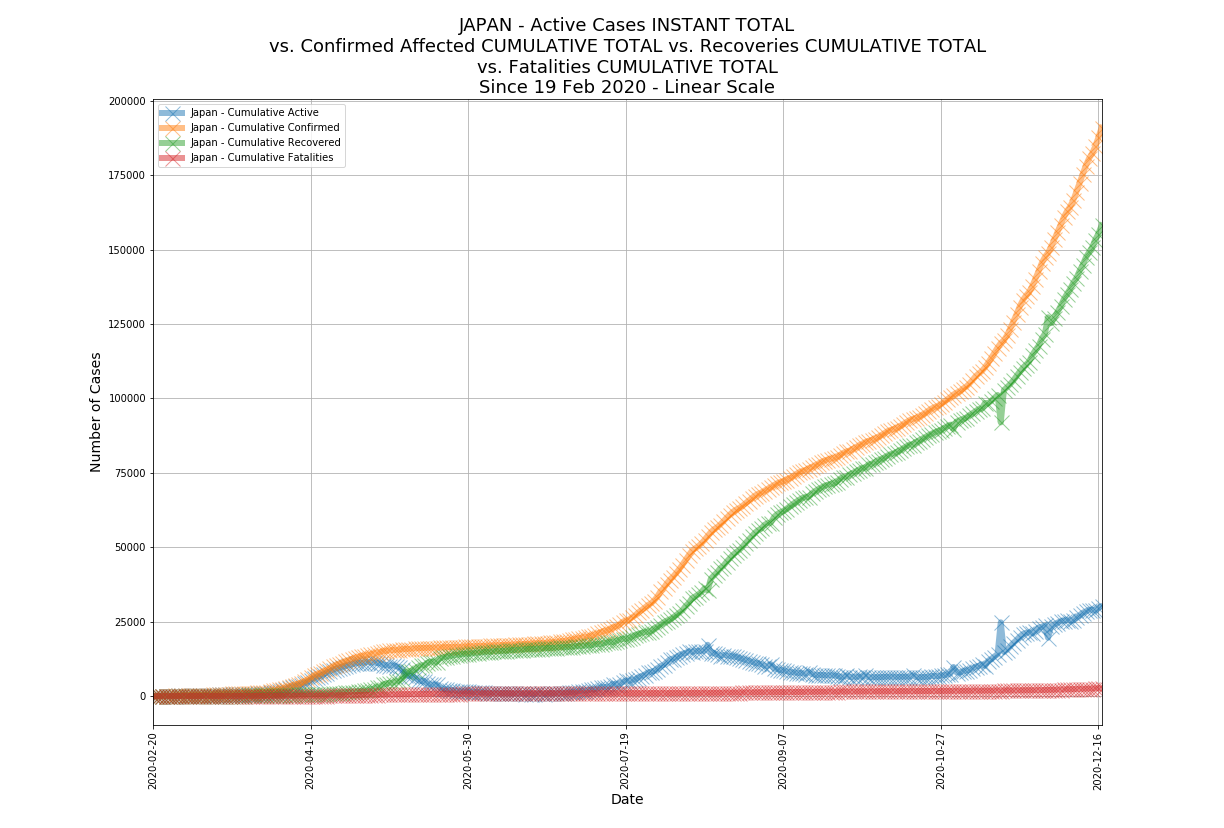 JAPAN - Active Cases INSTANT TOTAL
vs. Confirmed Affected CUMULATIVE TOTAL vs. Recoveries CUMULATIVE TOTAL
vs. Fatalities CUMULATIVE TOTAL
Since 19 Feb 2020 - Linear Scale
Japan - Cumulative Active
Japan - Cumulative Confirmed
Japan - Cumulative Recovered
Japan - Cumulative Fatalities
200000
175000
150000
125000
100000
75000
50000
25000
0
Number of Cases
2020-02-20
2020-04-10
2020-05-30
2020-07-19
2020-09-07
2020-10-27
2020-12-16
Date